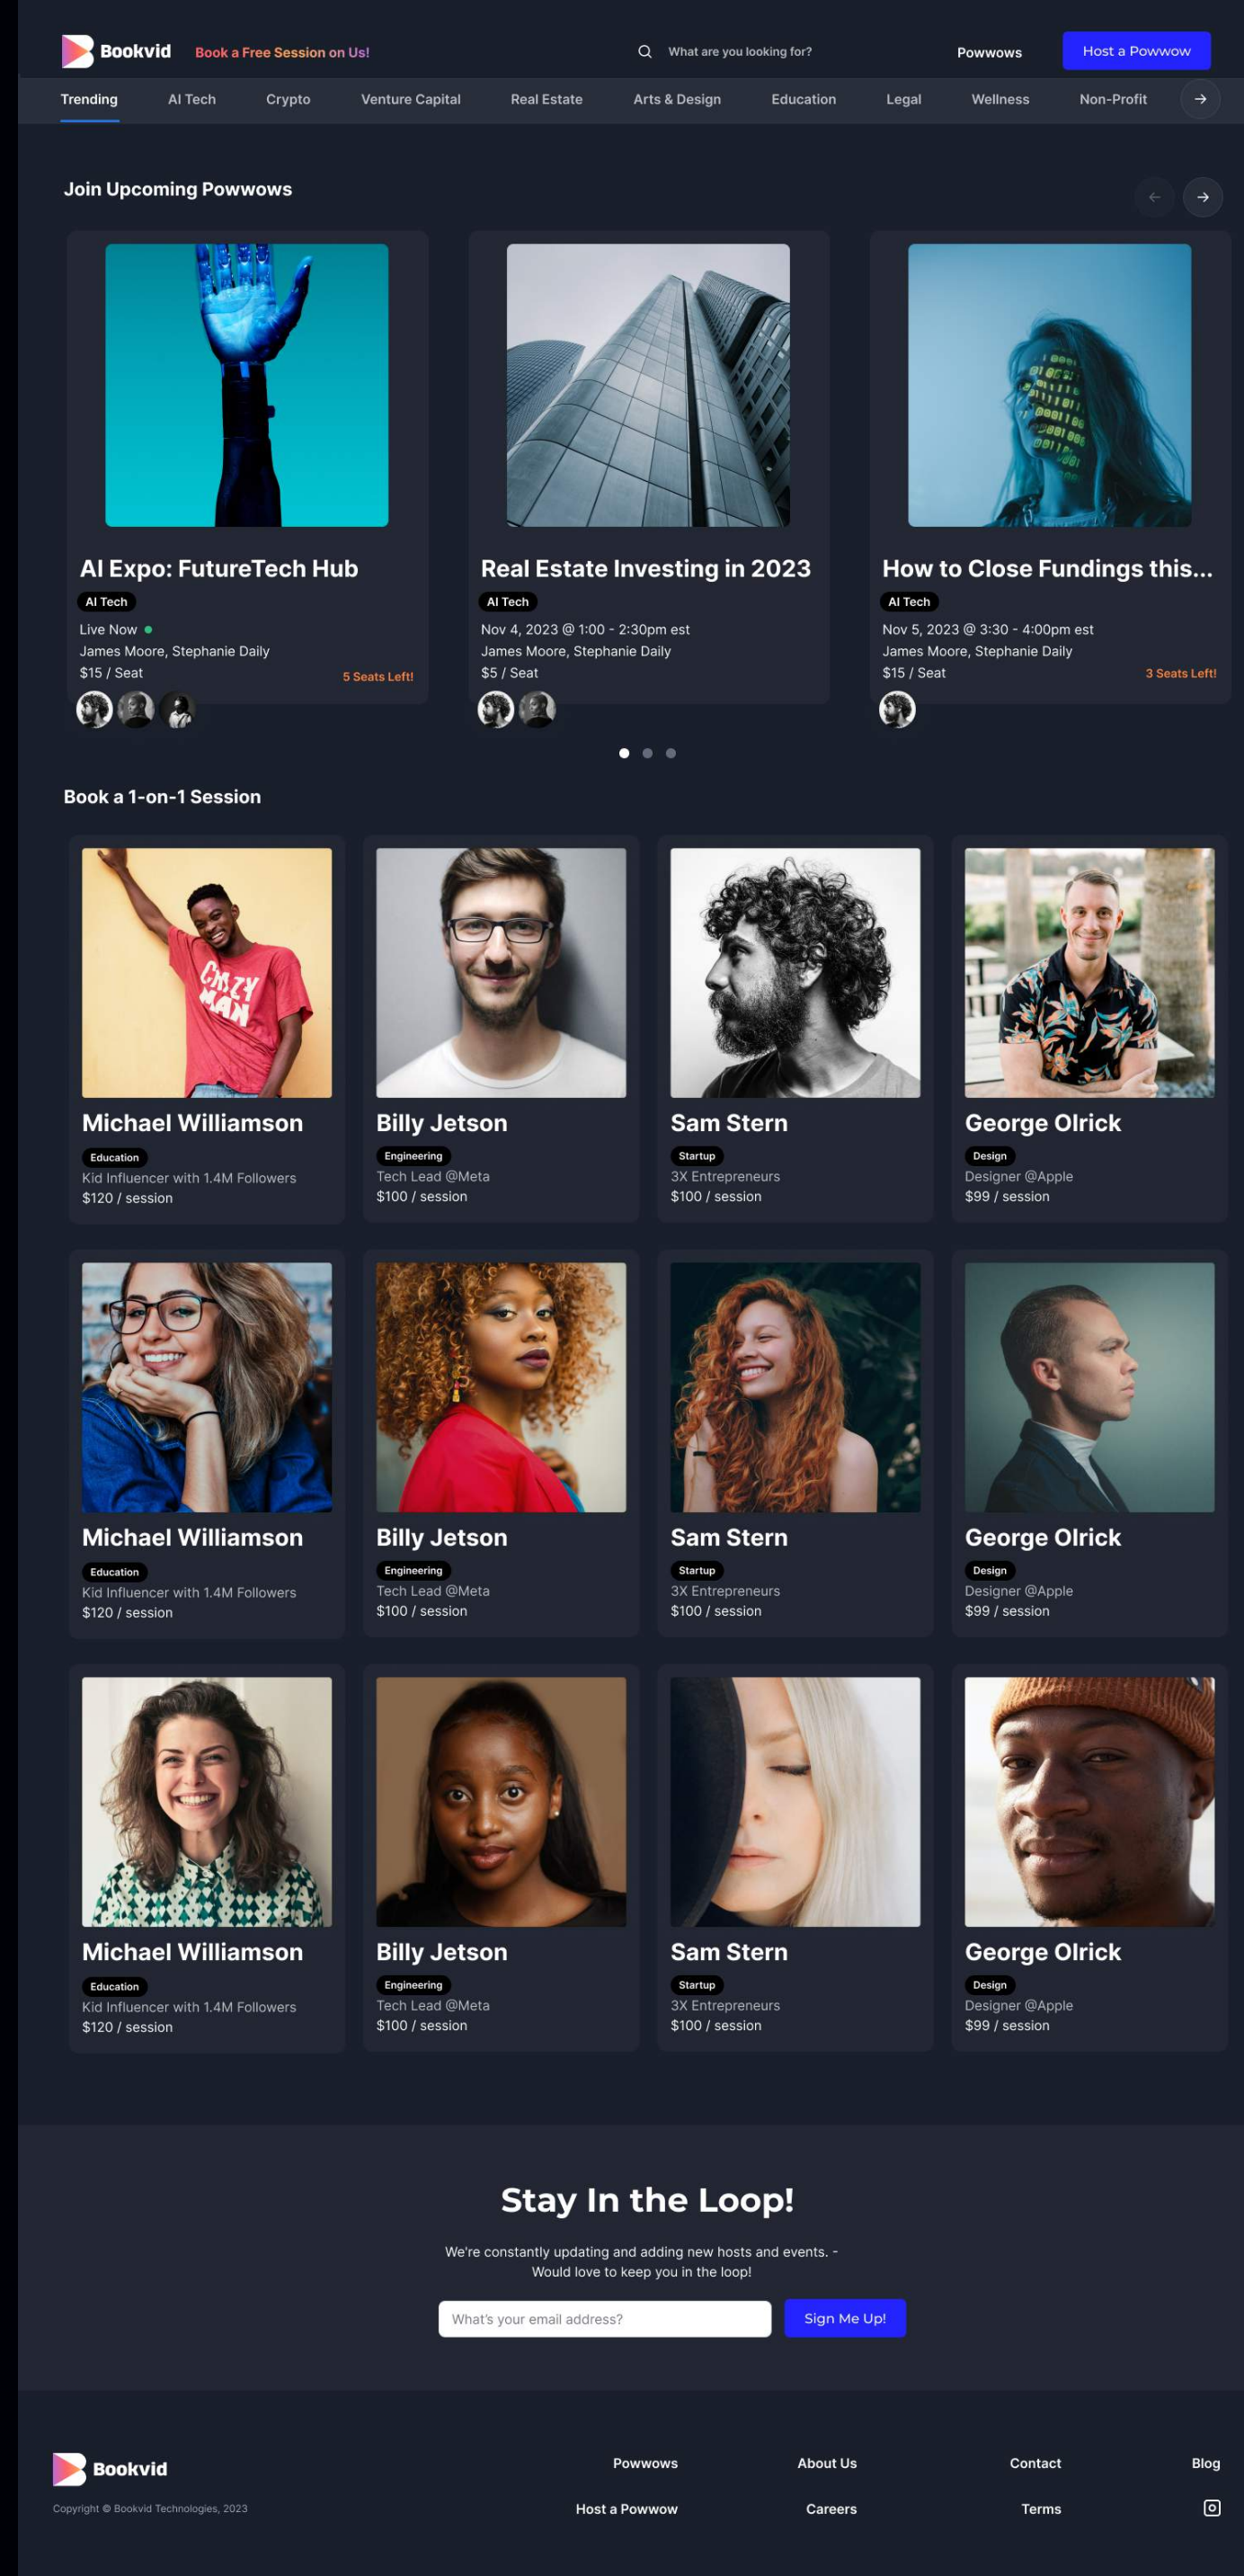 Bookvid
Book a Free Session on Us!
What are you looking for?
Powwows
Host a Powwow
Trending
AI Tech
Crypto
Venture Capital
Real Estate
Arts & Design
Education
Legal
Wellness
Non-Profit
Join Upcoming Powwows
AI Expo: FutureTech Hub
AI Tech
Live Now
James Moore, Stephanie Daily
$15 / Seat
5 Seats Left!
Real Estate Investing in 2023
AI Tech
Nov 4, 2023 @ 1:00 - 2:30pm est
James Moore, Stephanie Daily
$5 / Seat
How to Close Fundings this...
AI Tech
Nov 5, 2023 @ 3:30 - 4:00pm est
James Moore, Stephanie Daily
$15 / Seat
3 Seats Left!
Book a 1-on-1 Session
CRAZY
MAN
Michael Williamson
Education
Kid Influencer with 1.4M Followers
$120 / session
Billy Jetson
Engineering
Tech Lead @Meta
$100 / session
Sam Stern
Startup
3X Entrepreneurs
$100 / session
George Olrick
Design
Designer @Apple
$99 / session
Michael Williamson
Education
Kid Influencer with 1.4M Followers
$120 / session
Billy Jetson
Engineering
Tech Lead @Meta
$100 / session
Sam Stern
Startup
3X Entrepreneurs
$100 / session
George Olrick
Design
Designer @Apple
$99 / session
Michael Williamson
Education
Kid Influencer with 1.4M Followers
$120 / session
Billy Jetson
Engineering
Tech Lead @Meta
$100 / session
Sam Stern
Startup
3X Entrepreneurs
$100 / session
George Olrick
Design
Designer @Apple
$99 / session
Stay In the Loop!
We're constantly updating and adding new hosts and events. -
Would love to keep you in the loop!
What's your email address?
Sign Me Up!
Bookvid
Copyright © Bookvid Technologies, 2023
Powwows
About Us
Contact
Blog
Host a Powwow
Careers
Terms